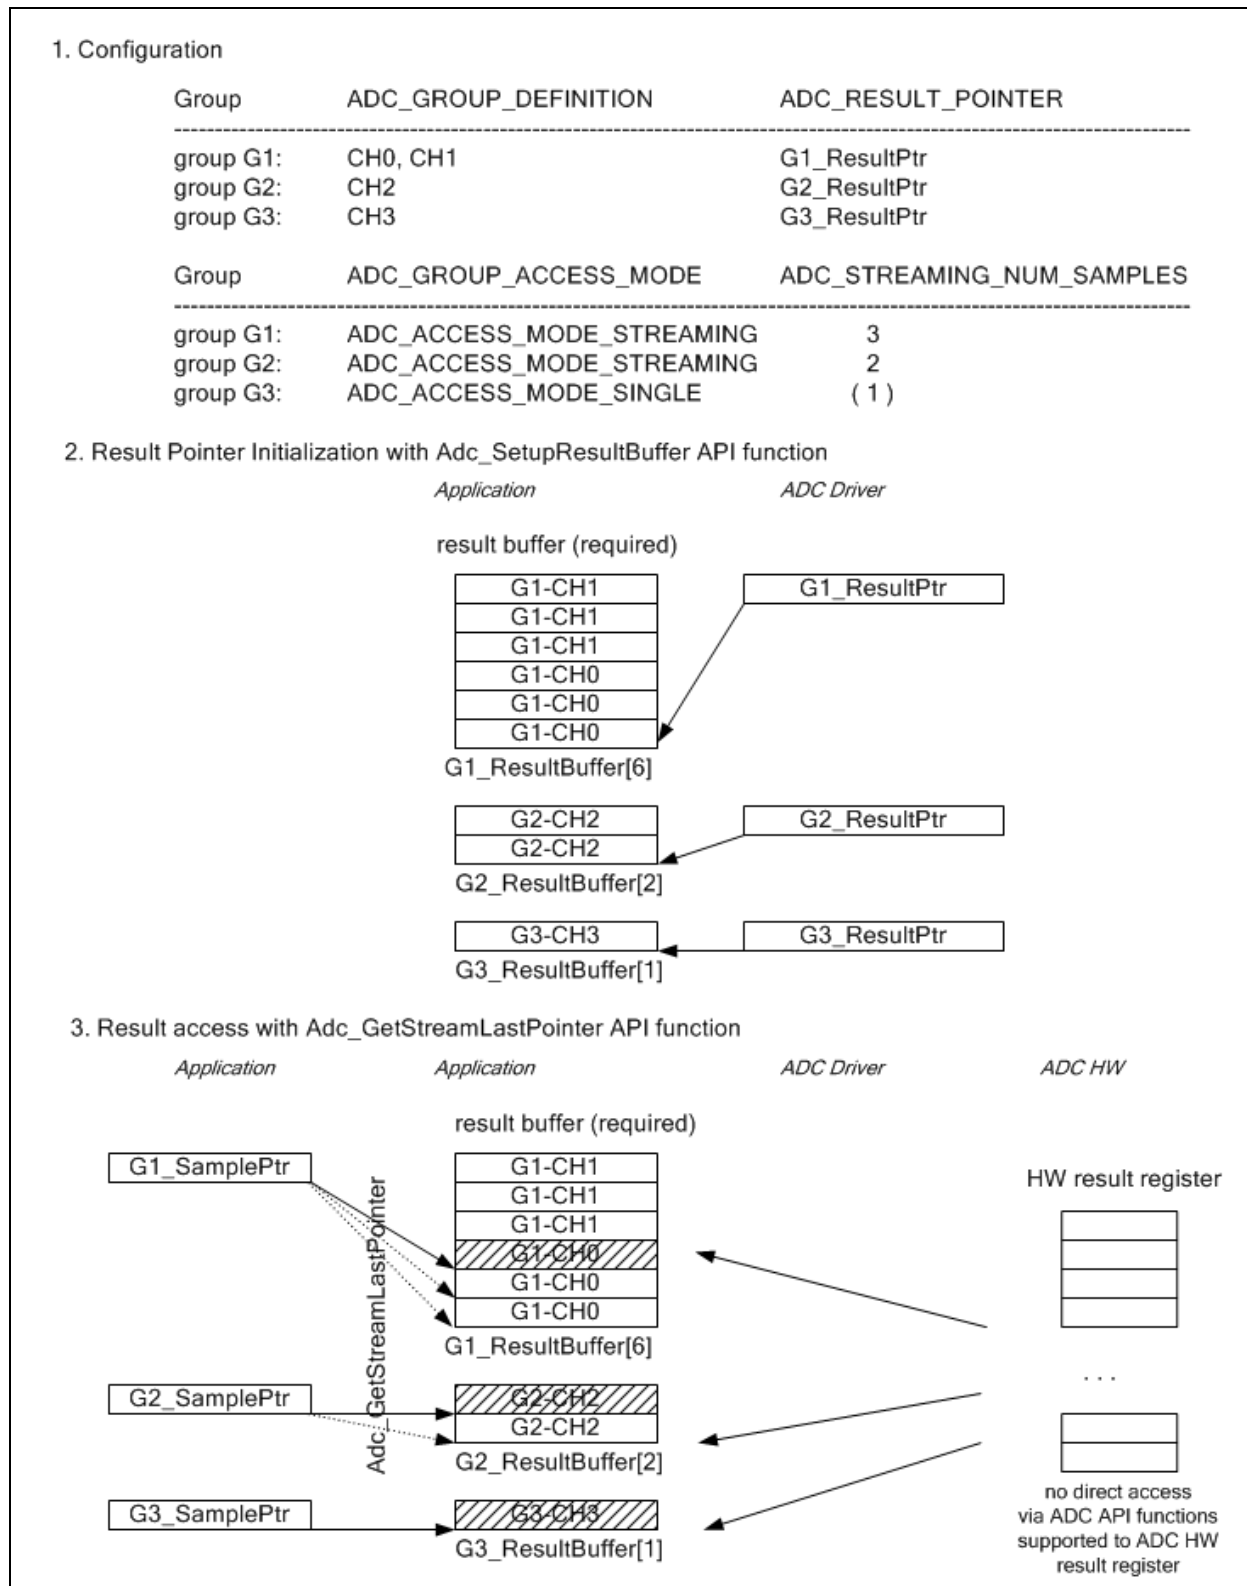 1. Configuration
Group ADC_GROUP_DEFINITION ADC_RESULT_POINTER
group G1: CH0, CH1 G1_ResultPtr
group G2: CH2 G2_ResultPtr
group G3: CH3 G3_ResultPtr
Group ADC_GROUP_ACCESS_MODE ADC_STREAMING_NUM_SAMPLES
group G1: ADC_ACCESS_MODE_STREAMING 3
group G2: ADC_ACCESS_MODE_STREAMING 2
group G3: ADC_ACCESS_MODE_SINGLE ( 1 )
2. Result Pointer Initialization with Adc_SetupResultBuffer API function
Application ADC Driver
result buffer (required)
G1-CH1 G1_ResultPtr
G1-CH1
G1-CH1
G1-CH0
G1-CH0
G1-CH0
G1_ResultBuffer[6]
G2-CH2 G2_ResultPtr
G2-CH2
G2_ResultBuffer[2]
G3-CH3 G3_ResultPtr
G3_ResultBuffer[1]
3. Result access with Adc_GetStreamLastPointer API function
Application Application ADC Driver ADC HW
result buffer (required)
G1_SamplePtr G1-CH1
HW result register
G1-CH1
G1-CH1
G1-CH0
G1-CH0
G1-CH0
G1_ResultBuffer[6]
Adc_GetStreamLastPointer
. . .
G2_SamplePtr G2-CH2
G2-CH2
G2_ResultBuffer[2]
G3_SamplePtr G3-CH3
G3_ResultBuffer[1]
no direct access
via ADC API functions
supported to ADC HW
result register